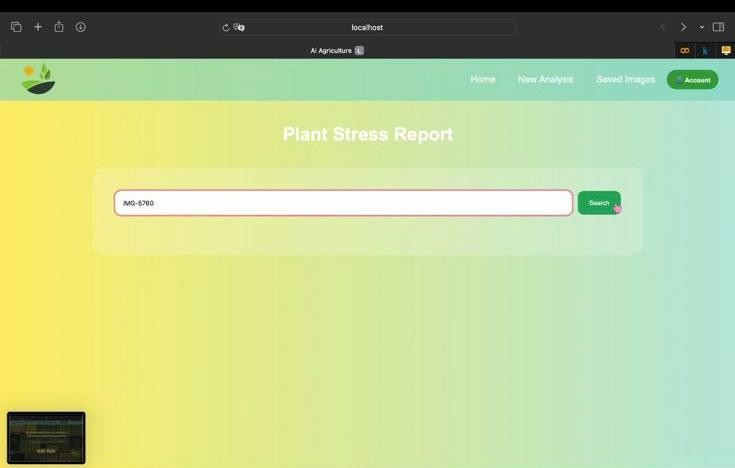 localhost
AI Agriculture L
Home New Analysis Saved Images Account
Plant Stress Report
IMG-5760 Search